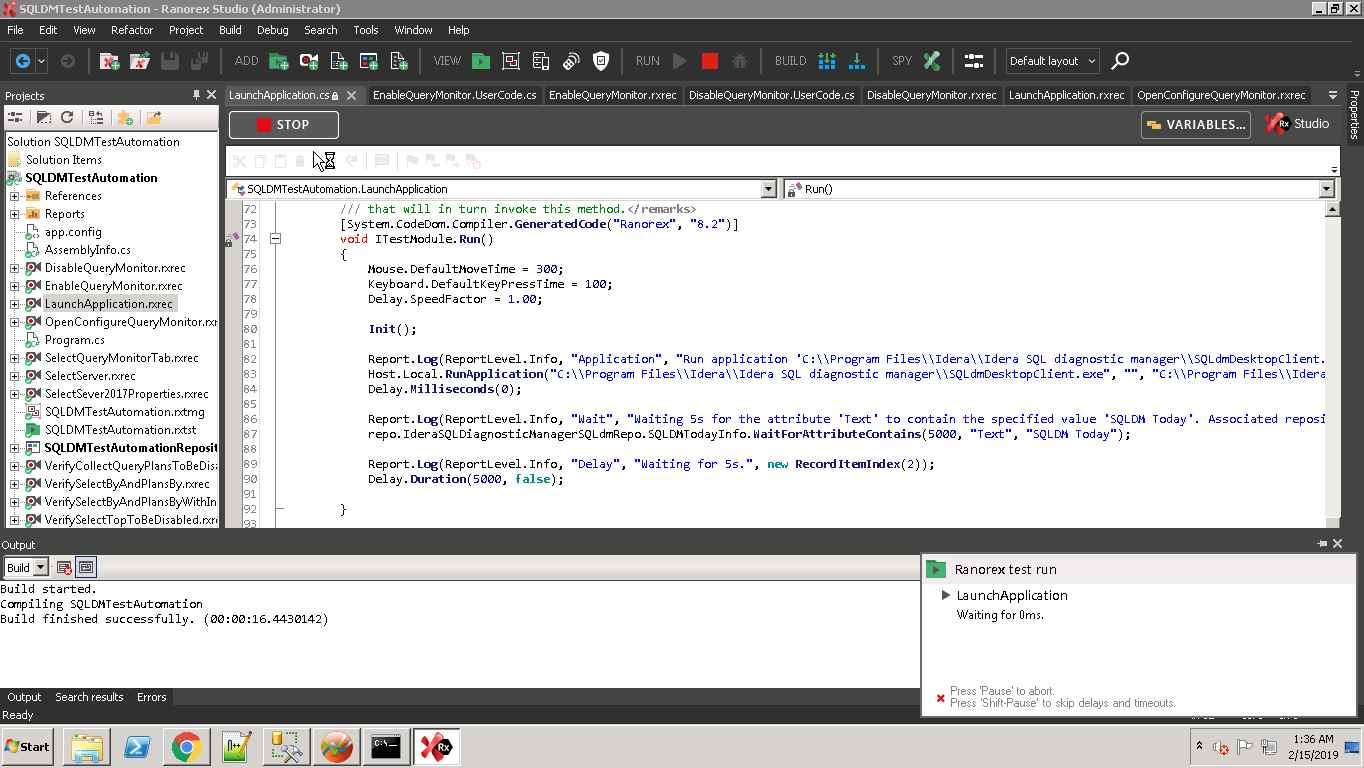 SQLDMTestAutomation - Ranorex Studio (Administrator)
File Edit View Refactor Project Build Debug Search Tools Window Help
ADD VIEW RUN BUILD SPY Default layout
Projects
LaunchApplication.cs EnableQueryMonitor.UserCode.cs EnableQueryMonitor.rxrec DisableQueryMonitor.UserCode.cs DisableQueryMonitor.rxrec LaunchApplication.rxrec OpenConfigureQueryMonitor.rxrec
Properties
STOP VARIABLES... Rx Studio
Solution SQLDMTestAutomation
Solution Items
SQLDMTestAutomation
References
Reports
app.config
AssemblyInfo.cs
DisableQueryMonitor.rxrec
EnableQueryMonitor.rxrec
LaunchApplication.rxrec
OpenConfigureQueryMonitor.rxr
Program.cs
SelectQueryMonitorTab.rxrec
SelectServer.rxrec
SelectSever2017Properties.rxrec
SQLDMTestAutomation.rxtmg
SQLDMTestAutomation.rxtst
SQLDMTestAutomationReposit
VerifyCollectQueryPlansToBeDis
VerifySelectByAndPlansBy.rxrec
VerifySelectByAndPlansByWithIn
VerifySelectTopToBeDisabled.rxr
SQLDMTestAutomation.LaunchApplication Run()
72 /// that will in turn invoke this method.</remarks>
73 [System.CodeDom.Compiler.GeneratedCode("Ranorex", "8.2")]
74 void ITestModule.Run()
75 {
76 Mouse.DefaultMoveTime = 300;
77 Keyboard.DefaultKeyPressTime = 100;
78 Delay.SpeedFactor = 1.00;
79
80 Init();
81
82 Report.Log(ReportLevel.Info, "Application", "Run application 'C:\\Program Files\\Idera\\Idera SQL diagnostic manager\\SQLdmDesktopClient.
83 Host.Local.RunApplication("C:\\Program Files\\Idera\\Idera SQL diagnostic manager\\SQLdmDesktopClient.exe", "", "C:\\Program Files\\Idera
84 Delay.Milliseconds(0);
85
86 Report.Log(ReportLevel.Info, "Wait", "Waiting 5s for the attribute 'Text' to contain the specified value 'SQLDM Today'. Associated reposi
87 repo.IderaSQLDiagnosticManagerSQLdmRepo.SQLDMTodayInfo.WaitForAttributeContains(5000, "Text", "SQLDM Today");
88
89 Report.Log(ReportLevel.Info, "Delay", "Waiting for 5s.", new RecordItemIndex(2));
90 Delay.Duration(5000, false);
91
92 }
93
Output
Build
Build started.
Compiling SQLDMTestAutomation
Build finished successfully. (00:00:16.4430142)
Ranorex test run
LaunchApplication
Waiting for 0ms.
Press 'Pause' to abort.
Press 'Shift-Pause' to skip delays and timeouts.
Output Search results Errors
Ready
Start
C:\
Rx
1:36 AM
2/15/2019